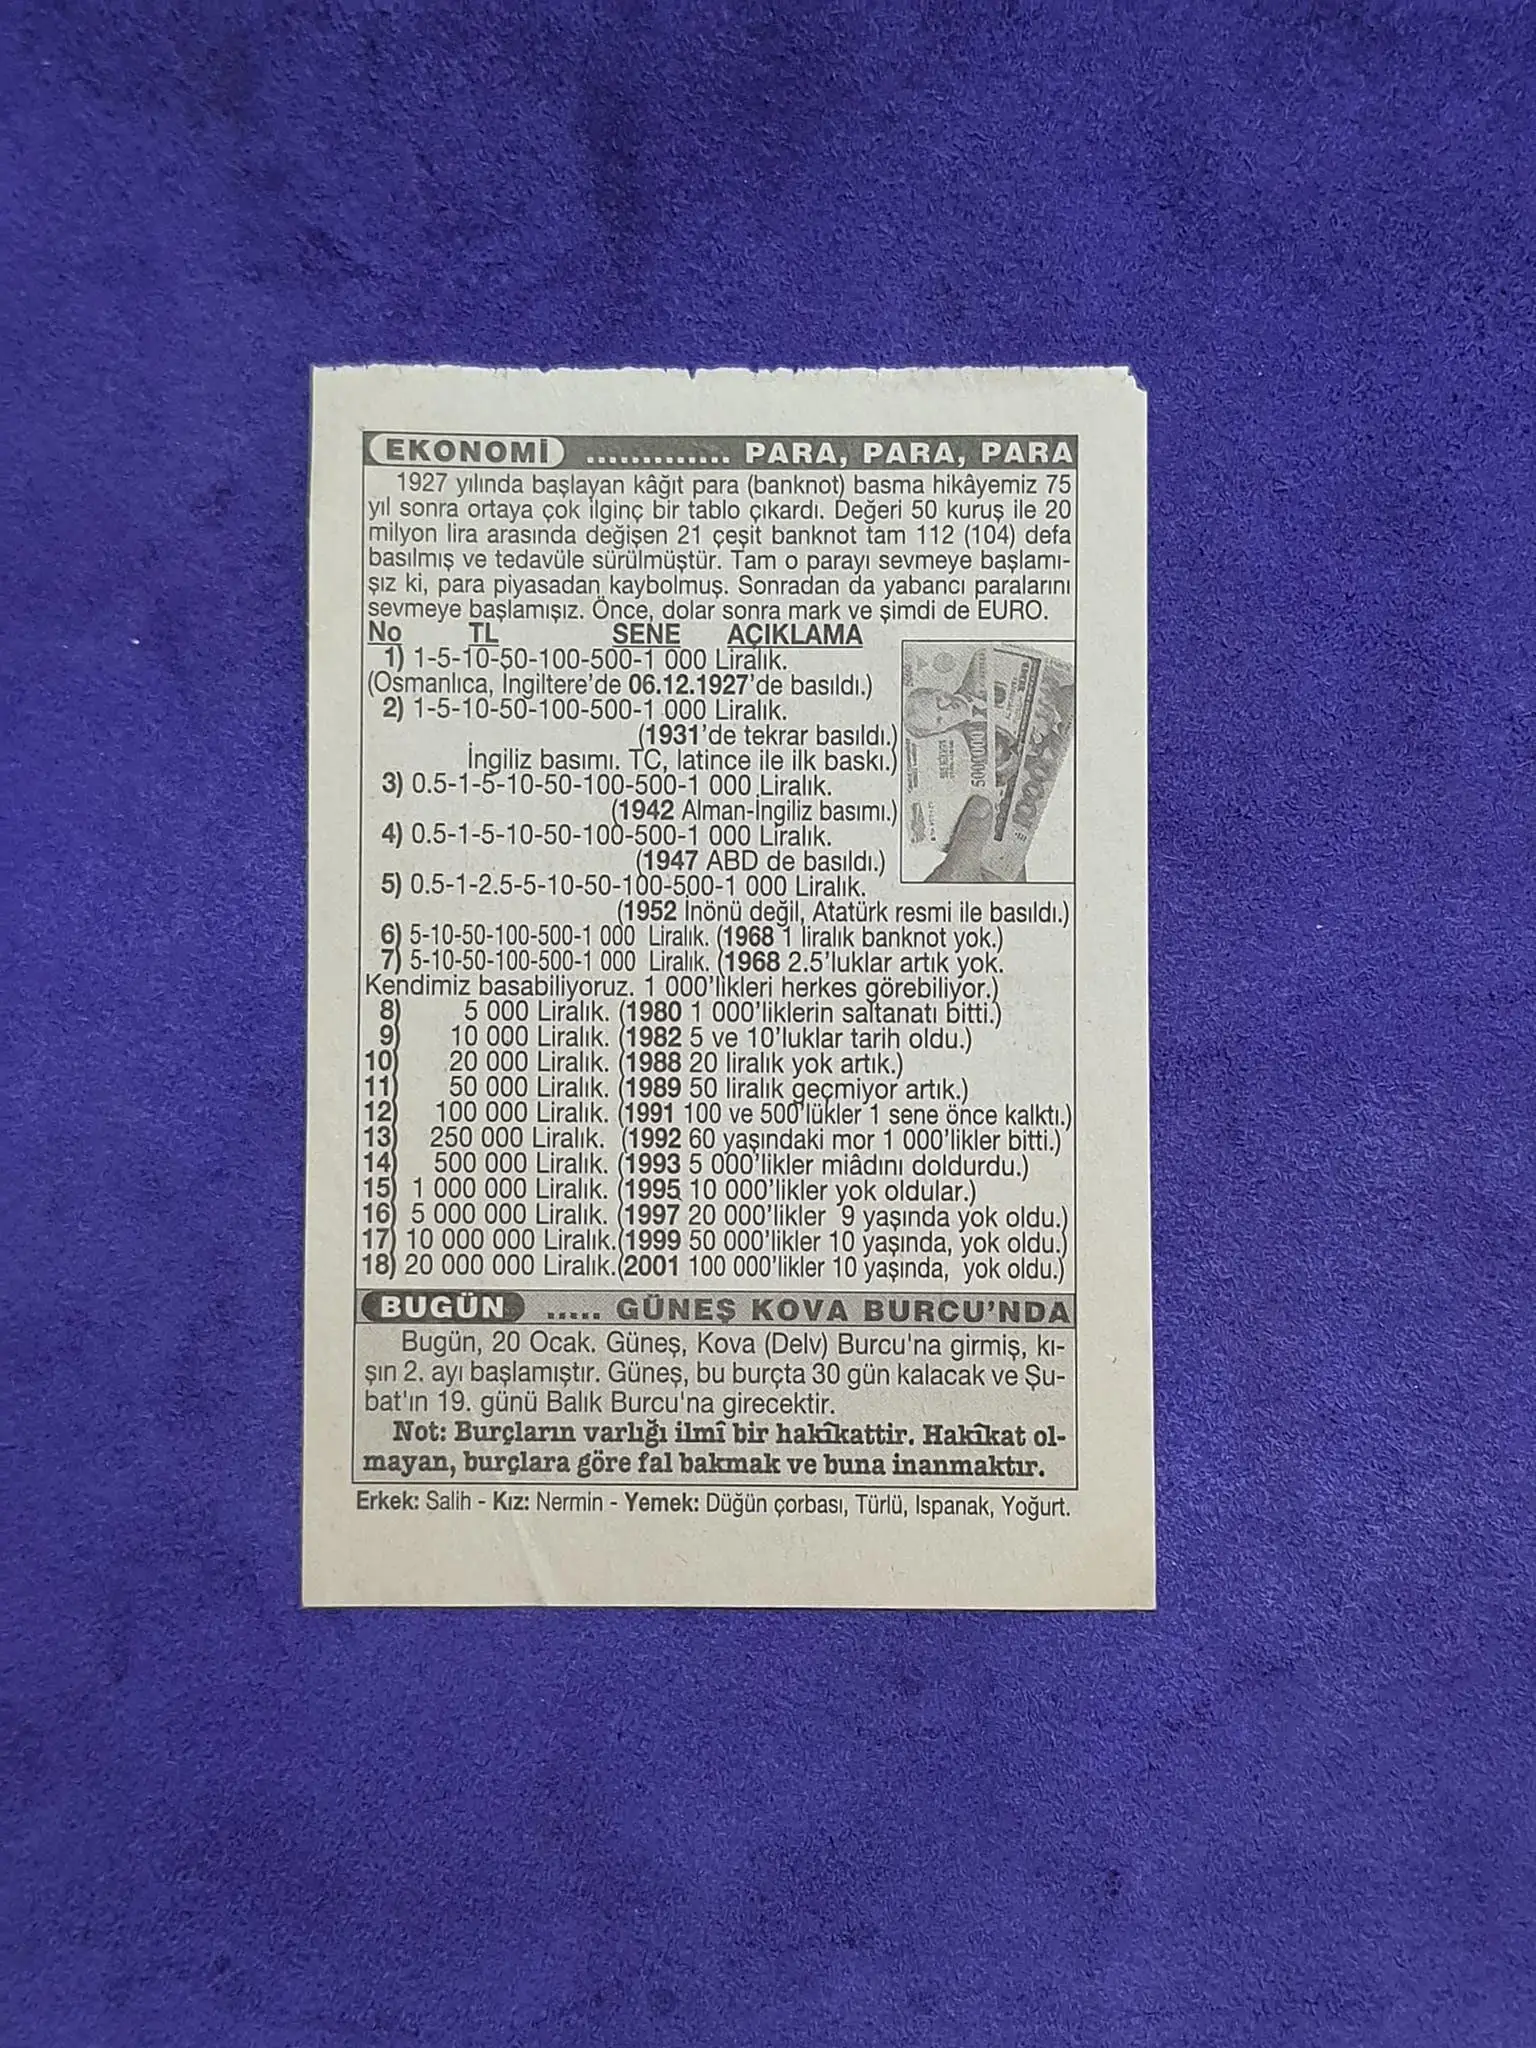 EKONOMİ ............. PARA, PARA, PARA
1927 yılında başlayan kâğıt para (banknot) basma hikâyemiz 75
yıl sonra ortaya çok ilginç bir tablo çıkardı. Değeri 50 kuruş ile 20
milyon lira arasında değişen 21 çeşit banknot tam 112 (104) defa
basılmış ve tedavüle sürülmüştür. Tam o parayı sevmeye başlamı-
şız ki, para piyasadan kaybolmuş. Sonradan da yabancı paralarını
sevmeye başlamışız. Önce, dolar sonra mark ve şimdi de EURO.
No TL SENE AÇIKLAMA
1) 1-5-10-50-100-500-1 000 Liralık.
(Osmanlıca, İngiltere'de 06.12.1927'de basıldı.)
2) 1-5-10-50-100-500-1 000 Liralık.
(1931'de tekrar basıldı.)
İngiliz basımı. TC, latince ile ilk baskı.)
3) 0.5-1-5-10-50-100-500-1 000 Liralık.
(1942 Alman-İngiliz basımı.)
4) 0.5-1-5-10-50-100-500-1 000 Liralık.
(1947 ABD de basıldı.)
5) 0.5-1-2.5-5-10-50-100-500-1 000 Liralık.
(1952 İnönü değil, Atatürk resmi ile basıldı.)
6) 5-10-50-100-500-1 000 Liralık. (1968 1 liralık banknot yok.)
7) 5-10-50-100-500-1 000 Liralık. (1968 2.5'luklar artık yok.
Kendimiz basabiliyoruz. 1 000'likleri herkes görebiliyor.)
8) 5 000 Liralık. (1980 1 000'liklerin saltanatı bitti.)
9) 10 000 Liralık. (1982 5 ve 10'luklar tarih oldu.)
10) 20 000 Liralık. (1988 20 liralık yok artık.)
11) 50 000 Liralık. (1989 50 liralık geçmiyor artık.)
12) 100 000 Liralık. (1991 100 ve 500'lükler 1 sene önce kalktı.)
13) 250 000 Liralık. (1992 60 yaşındaki mor 1 000'likler bitti.)
14) 500 000 Liralık. (1993 5 000'likler miâdını doldurdu.)
15) 1 000 000 Liralık. (1995 10 000'likler yok oldular.)
16) 5 000 000 Liralık. (1997 20 000'likler 9 yaşında yok oldu.)
17) 10 000 000 Liralık.(1999 50 000'likler 10 yaşında, yok oldu.)
18) 20 000 000 Liralık.(2001 100 000'likler 10 yaşında, yok oldu.)
BUGÜN ..... GÜNEŞ KOVA BURCU'NDA
Bugün, 20 Ocak. Güneş, Kova (Delv) Burcu'na girmiş, kı-
şın 2. ayı başlamıştır. Güneş, bu burçta 30 gün kalacak ve Şu-
bat'ın 19. günü Balık Burcu'na girecektir.
Not: Burçların varlığı ilmî bir hakîkattir. Hakîkat ol-
mayan, burçlara göre fal bakmak ve buna inanmaktır.
Erkek: Salih - Kız: Nermin - Yemek: Düğün çorbası, Türlü, Ispanak, Yoğurt.